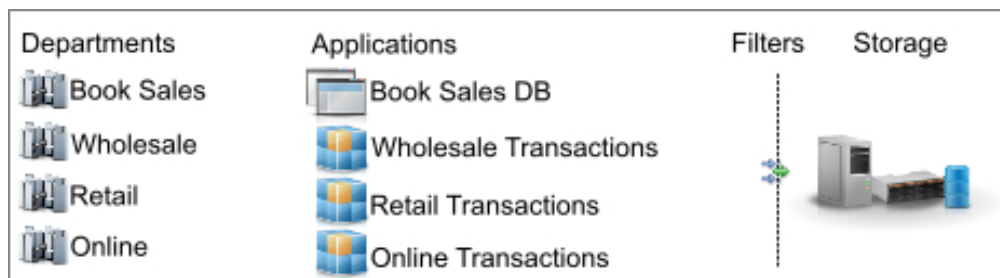 Departments
Applications
Filters
Storage
Book Sales
Book Sales DB
Wholesale
Wholesale Transactions
Retail
Retail Transactions
Online
Online Transactions